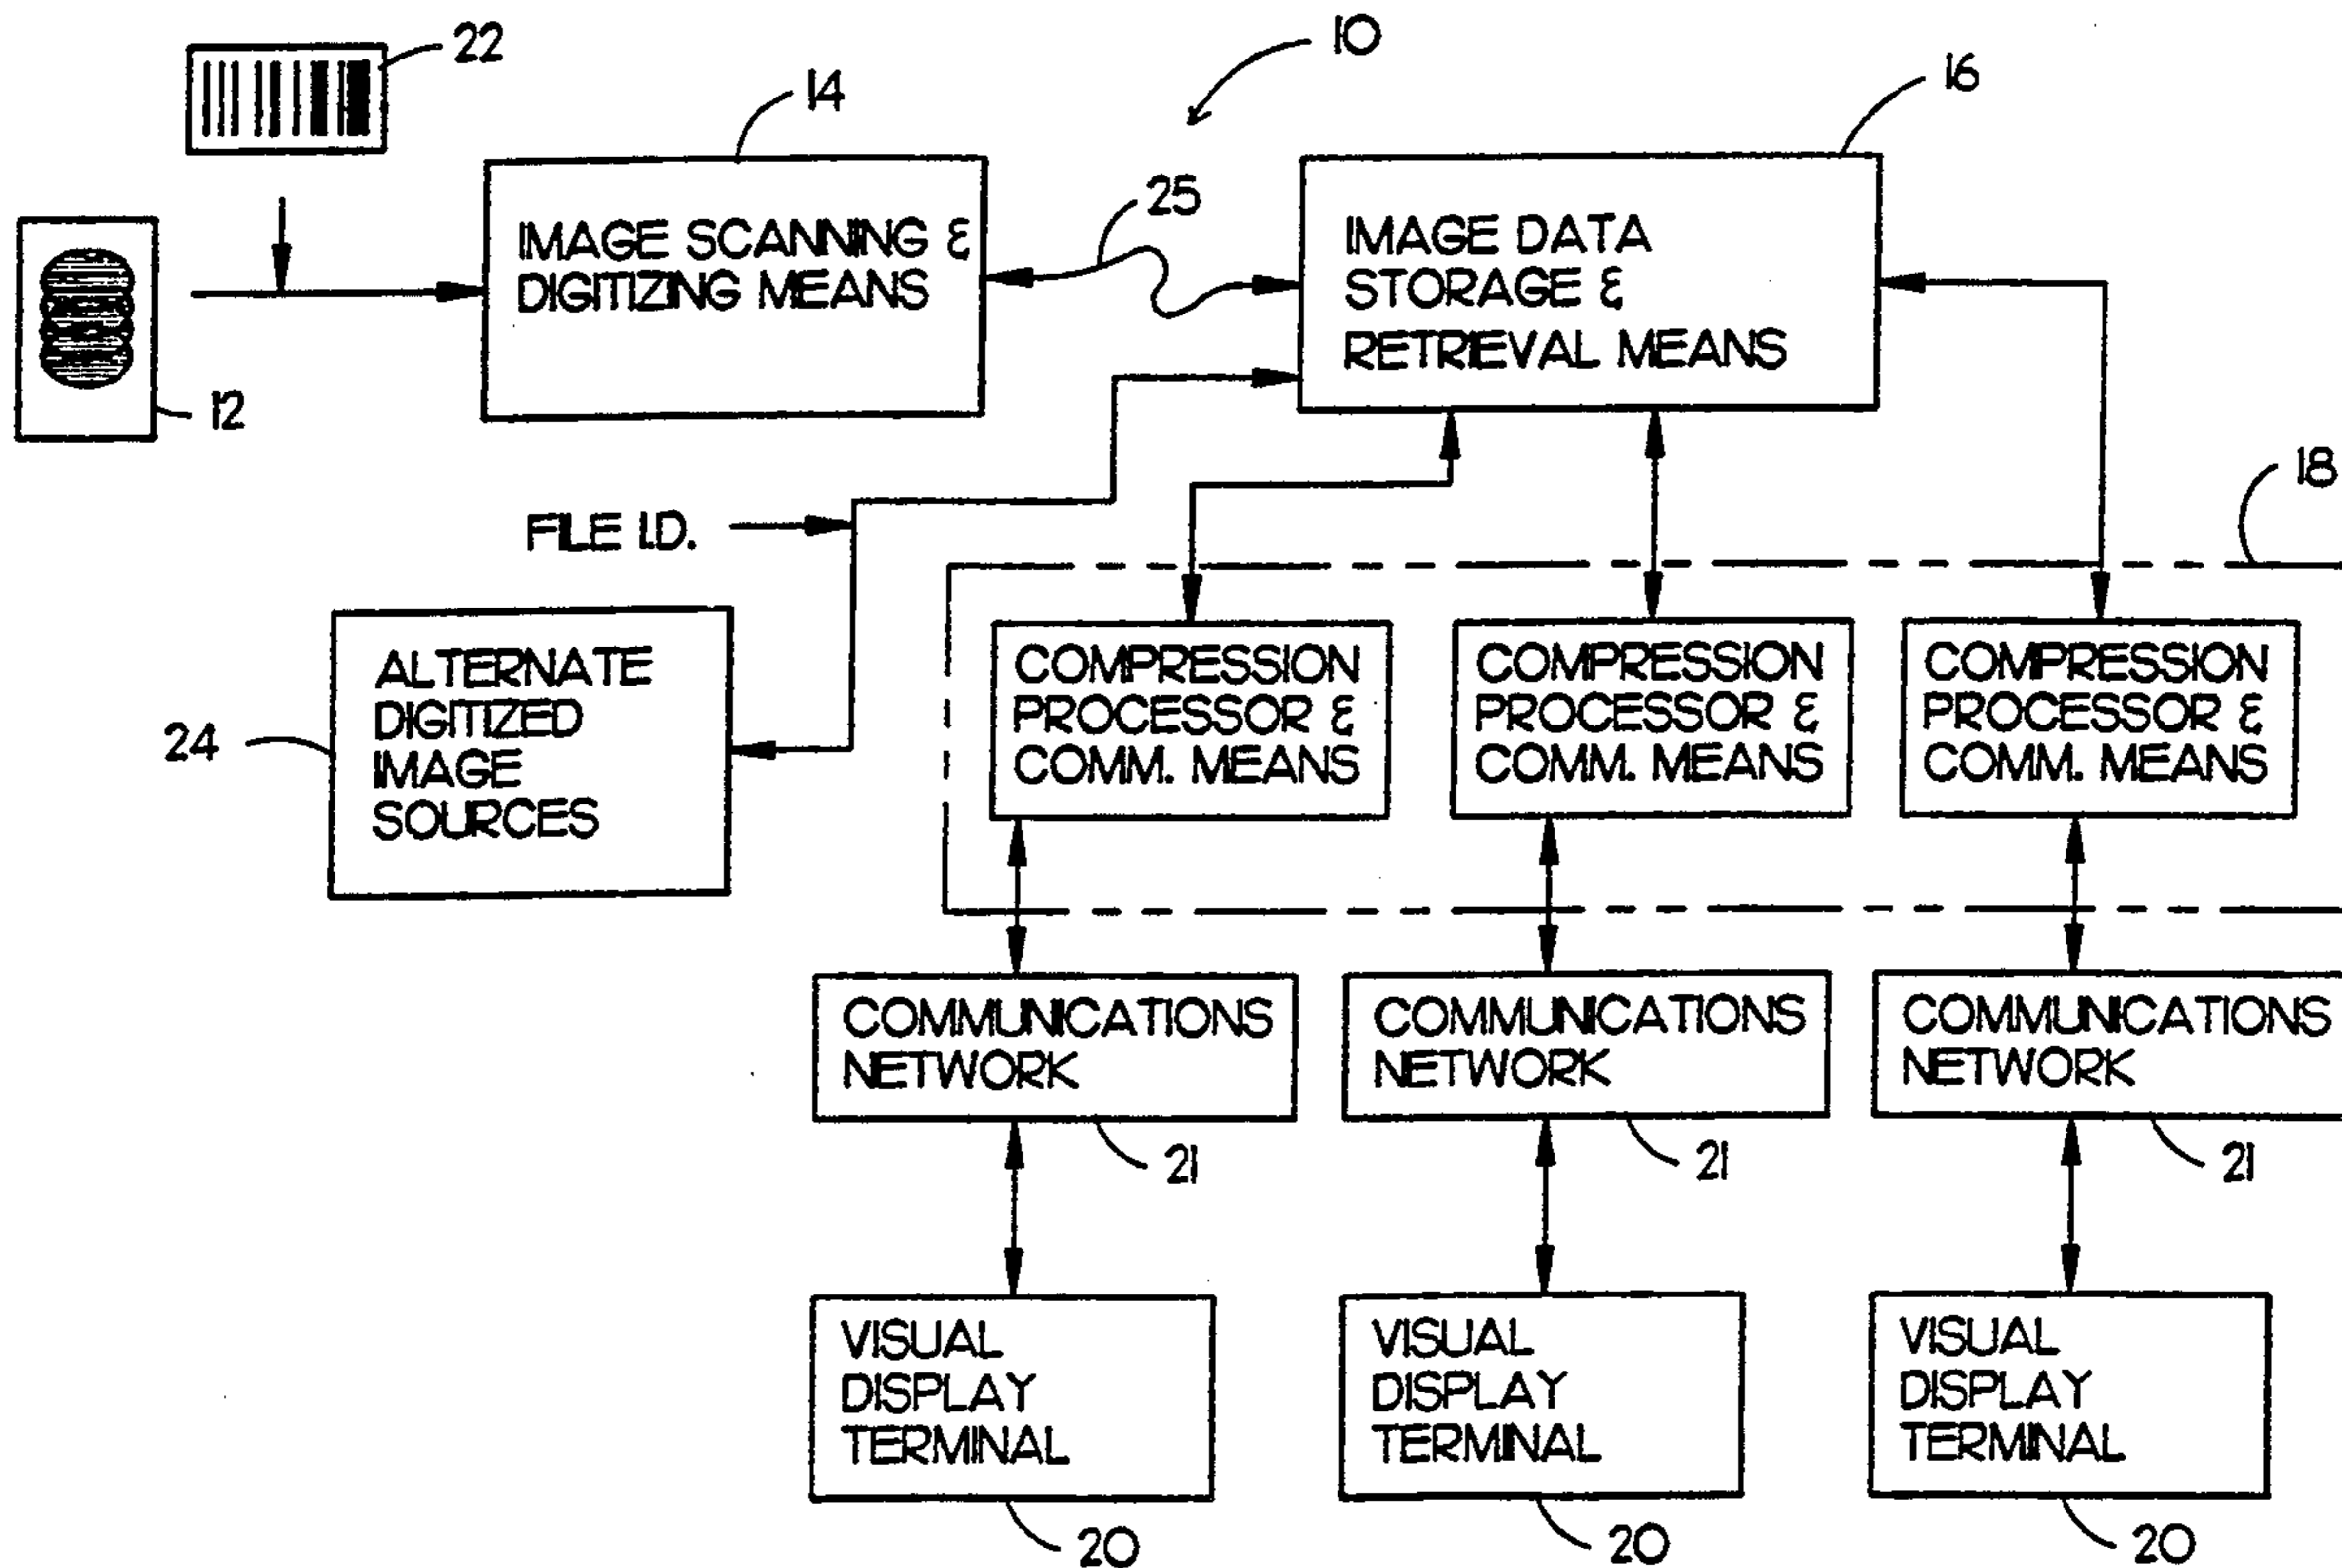 22
10
14
16
IMAGE SCANNING &
DIGITIZING MEANS
25
IMAGE DATA
STORAGE &
RETRIEVAL MEANS
12
18
FILE I.D.
ALTERNATE
DIGITIZED
IMAGE
SOURCES
24
COMPRESSION
PROCESSOR &
COMM. MEANS
COMPRESSION
PROCESSOR &
COMM. MEANS
COMPRESSION
PROCESSOR &
COMM. MEANS
COMMUNICATIONS
NETWORK
COMMUNICATIONS
NETWORK
COMMUNICATIONS
NETWORK
21
21
21
VISUAL
DISPLAY
TERMINAL
VISUAL
DISPLAY
TERMINAL
VISUAL
DISPLAY
TERMINAL
20
20
20